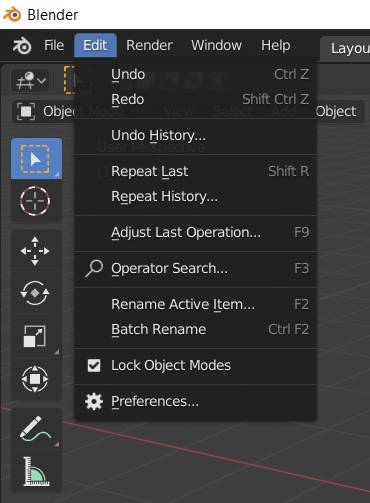 Blender
File Edit Render Window Help Layou
Undo Ctrl Z
Redo Shift Ctrl Z
Object Mode View Select Add Object
Undo History...
User Perspective
Repeat Last Shift R
Repeat History...
Adjust Last Operation... F9
Operator Search... F3
Rename Active Item... F2
Batch Rename Ctrl F2
Lock Object Modes
Preferences...